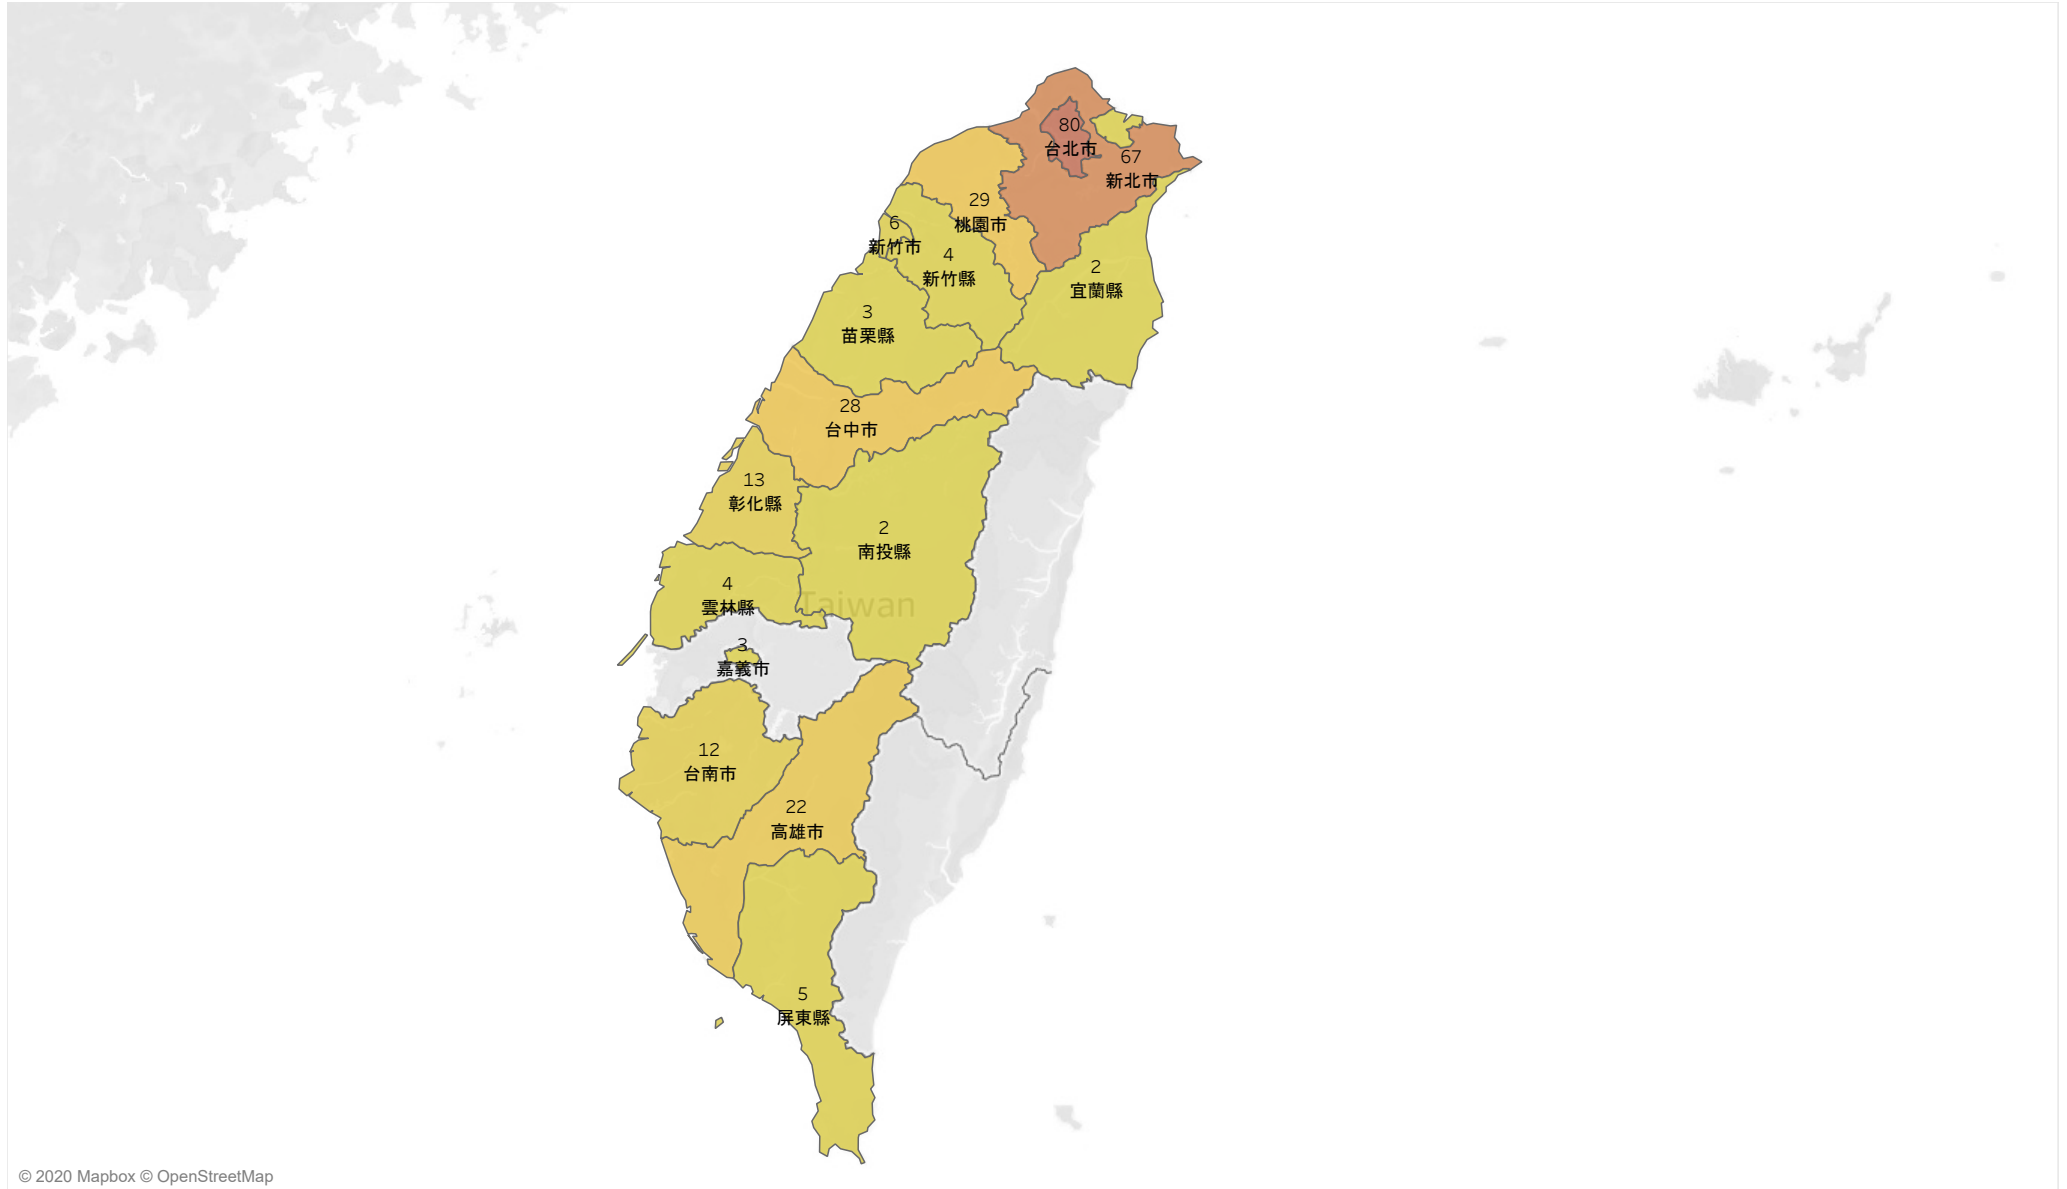 80
台北市
67
新北市
29
桃園市
6
新竹市
4
新竹縣
2
宜蘭縣
3
苗栗縣
28
台中市
13
彰化縣
2
南投縣
4
雲林縣
Taiwan
3
嘉義市
12
台南市
22
高雄市
5
屏東縣
© 2020 Mapbox © OpenStreetMap